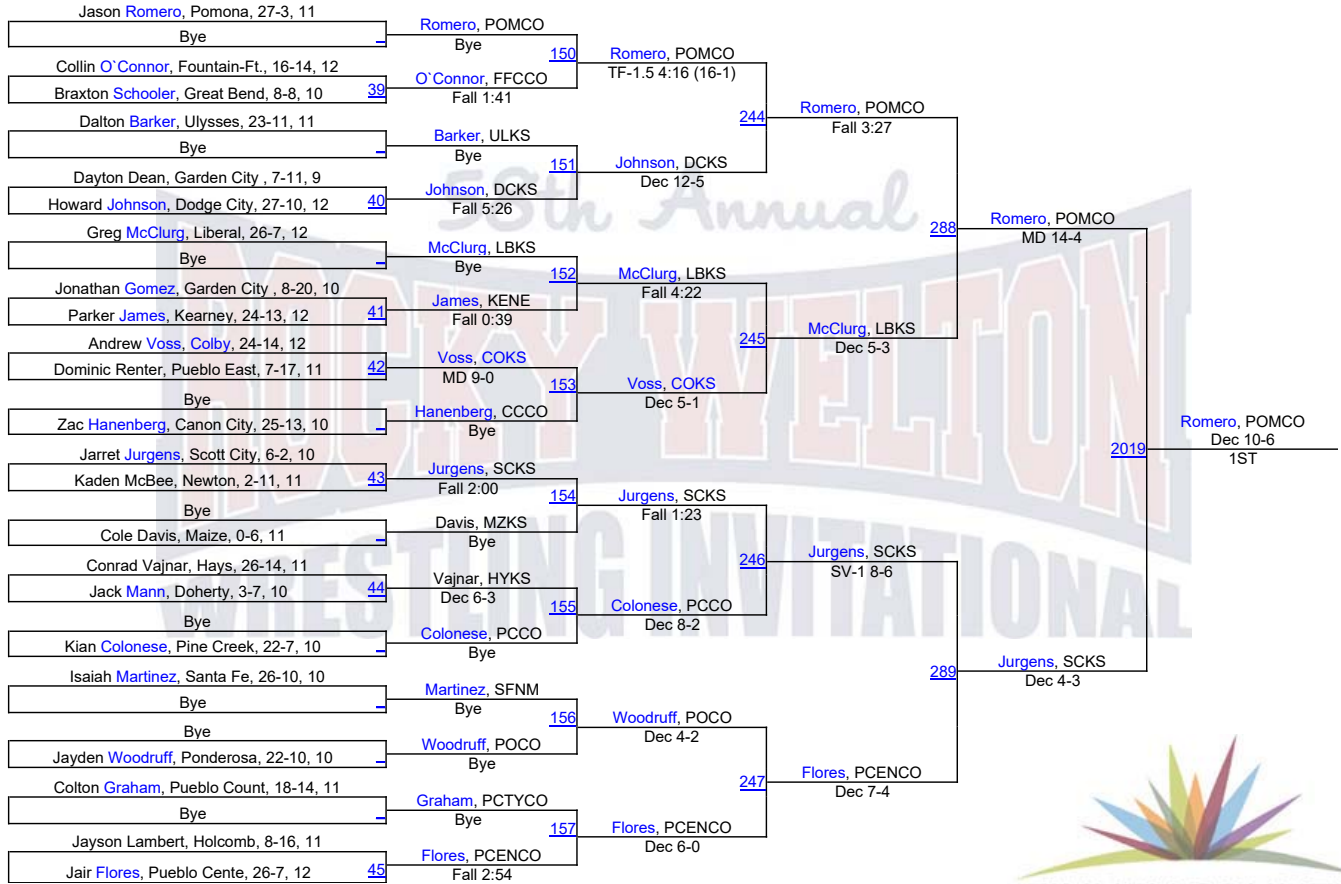 Jason Romero, Pomona, 27-3, 11
Bye
Collin O`Connor, Fountain-Ft., 16-14, 12
Braxton Schooler, Great Bend, 8-8, 10
39
Dalton Barker, Ulysses, 23-11, 11
Bye
Dayton Dean, Garden City , 7-11, 9
Howard Johnson, Dodge City, 27-10, 12
40
Greg McClurg, Liberal, 26-7, 12
Bye
Jonathan Gomez, Garden City , 8-20, 10
Parker James, Kearney, 24-13, 12
41
Andrew Voss, Colby, 24-14, 12
Dominic Renter, Pueblo East, 7-17, 11
42
Bye
Zac Hanenberg, Canon City, 25-13, 10
Jarret Jurgens, Scott City, 6-2, 10
Kaden McBee, Newton, 2-11, 11
43
Bye
Cole Davis, Maize, 0-6, 11
Conrad Vajnar, Hays, 26-14, 11
Jack Mann, Doherty, 3-7, 10
44
Bye
Kian Colonese, Pine Creek, 22-7, 10
Isaiah Martinez, Santa Fe, 26-10, 10
Bye
Bye
Jayden Woodruff, Ponderosa, 22-10, 10
Colton Graham, Pueblo Count, 18-14, 11
Bye
Jayson Lambert, Holcomb, 8-16, 11
Jair Flores, Pueblo Cente, 26-7, 12
45
Romero, POMCO
Bye
150
O`Connor, FFCCO
Fall 1:41
Barker, ULKS
Bye
151
Johnson, DCKS
Fall 5:26
McClurg, LBKS
Bye
152
James, KENE
Fall 0:39
Voss, COKS
MD 9-0
153
Hanenberg, CCCO
Bye
Jurgens, SCKS
Fall 2:00
154
Davis, MZKS
Bye
Vajnar, HYKS
Dec 6-3
155
Colonese, PCCO
Bye
Martinez, SFNM
Bye
156
Woodruff, POCO
Bye
Graham, PCTYCO
Bye
157
Flores, PCENCO
Fall 2:54
Romero, POMCO
TF-1.5 4:16 (16-1)
244
Johnson, DCKS
Dec 12-5
McClurg, LBKS
Fall 4:22
245
Voss, COKS
Dec 5-1
Jurgens, SCKS
Fall 1:23
246
Colonese, PCCO
Dec 8-2
Woodruff, POCO
Dec 4-2
247
Flores, PCENCO
Dec 6-0
Romero, POMCO
Fall 3:27
288
McClurg, LBKS
Dec 5-3
Jurgens, SCKS
SV-1 8-6
289
Flores, PCENCO
Dec 7-4
Romero, POMCO
MD 14-4
2019
Jurgens, SCKS
Dec 4-3
Romero, POMCO
Dec 10-6
1ST
58th Annual
ROCKY WELTON
WRESTLING INVITATIONAL